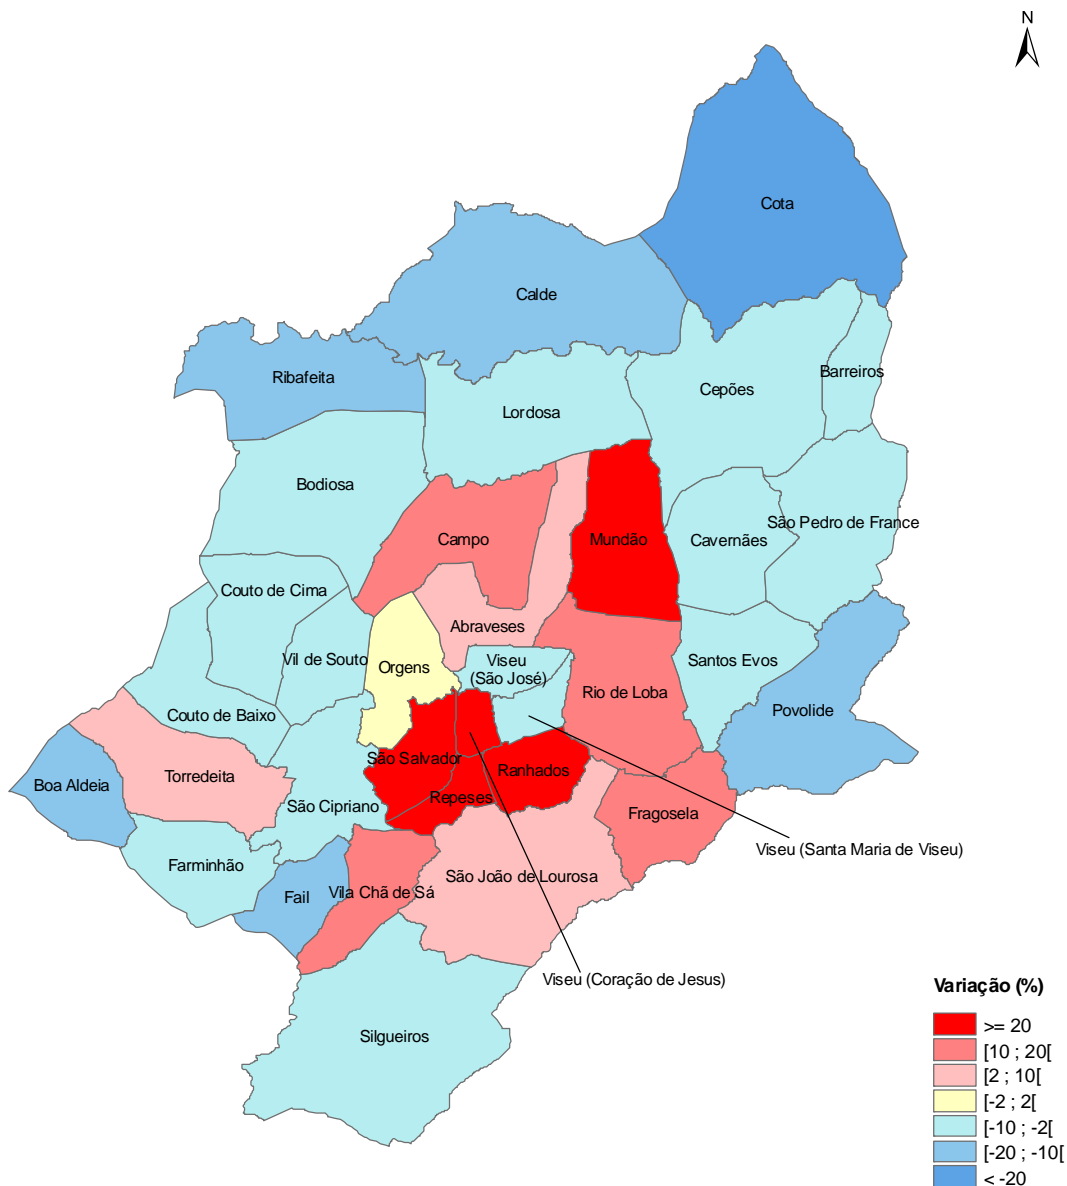 N
Cota
Calde
Ribafeita
Barreiros
Cepões
Lordosa
Bodiosa
São Pedro de France
Campo
Mundão
Cavernães
Couto de Cima
Abraveses
Vil de Souto
Orgens
Viseu
(São José)
Santos Evos
Rio de Loba
Povolide
Couto de Baixo
São Salvador
Ranhados
Torredeita
Boa Aldeia
Repeses
São Cipriano
Fragosela
Viseu (Santa Maria de Viseu)
Farminhão
São João de Lourosa
Vila Chã de Sá
Fail
Viseu (Coração de Jesus)
Silgueiros
Variação (%)
>= 20
[10 ; 20[
[2 ; 10[
[-2 ; 2[
[-10 ; -2[
[-20 ; -10[
< -20